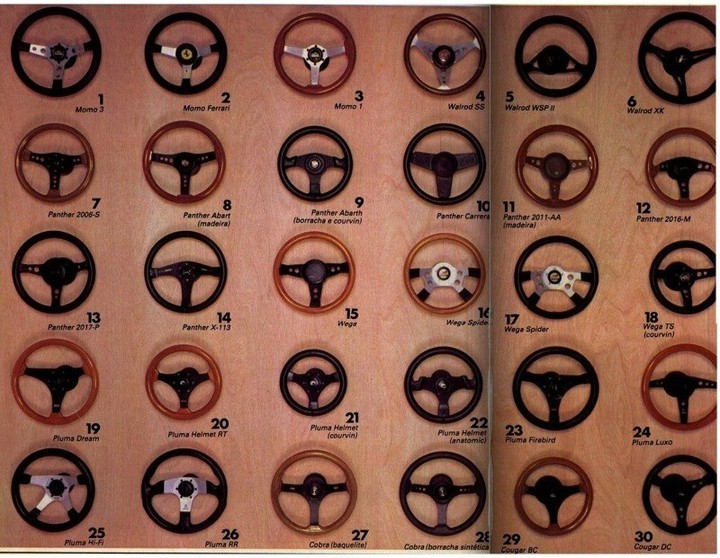 1
Momo 3
2
Momo Ferrari
3
Momo 1
4
Walrod SS
5
Walrod WSP II
6
Walrod XK
7
Panther 2006-S
8
Panther Abart
(madeira)
9
Panther Abarth
(borracha e courvin)
10
Panther Carrera
11
Panther 2011-AA
(madeira)
12
Panther 2016-M
13
Panther 2017-P
14
Panther X-113
15
Wega
16
Wega Spider
17
Wega Spider
18
Wega TS
(courvin)
19
Pluma Dream
20
Pluma Helmet RT
21
Pluma Helmet
(courvin)
22
Pluma Helmet
(anatomic)
23
Pluma Firebird
24
Pluma Luxo
25
Pluma Hi-Fi
26
Pluma RR
27
Cobra (baquelite)
28
Cobra (borracha sintética
29
Cougar BC
30
Cougar DC